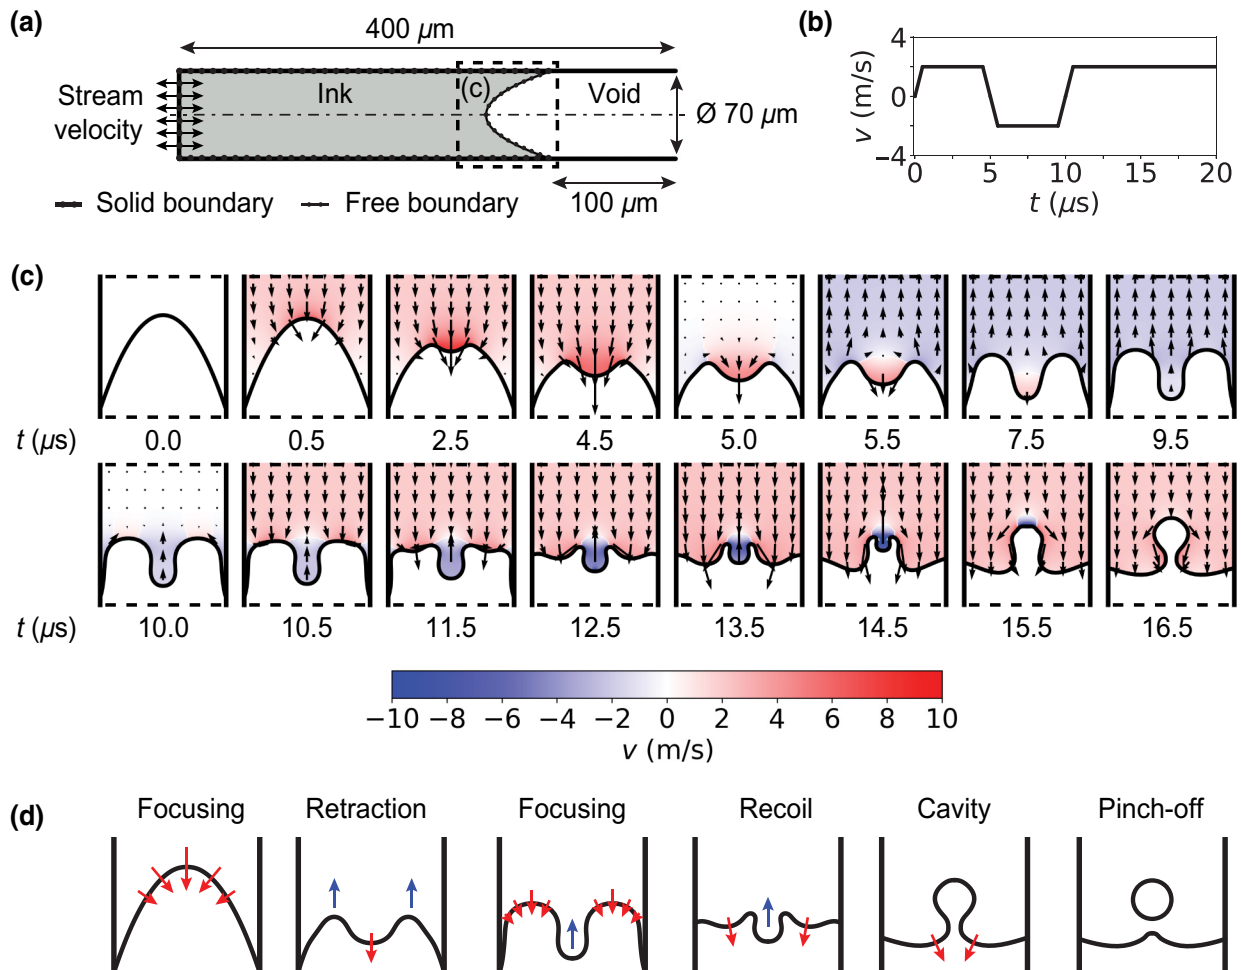 (a)
400 μm
Stream
velocity
Ink
(c)
Void
Ø 70 μm
100 μm
Solid boundary
Free boundary
(b)
v (m/s)
4
0
−4
0
5
10
15
20
t (μs)
(c)
t (μs)
0.0
0.5
2.5
4.5
5.0
5.5
7.5
9.5
t (μs)
10.0
10.5
11.5
12.5
13.5
14.5
15.5
16.5
−10
−8
−6
−4
−2
0
2
4
6
8
10
v (m/s)
(d)
Focusing
Retraction
Focusing
Recoil
Cavity
Pinch-off